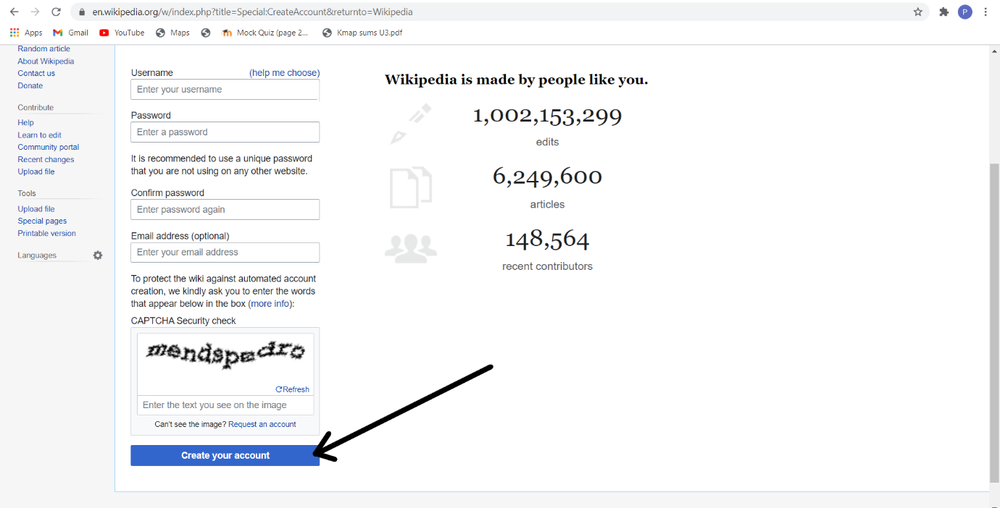 en.wikipedia.org/w/index.php?title=Special:CreateAccount&returnto=Wikipedia
P
Apps
Gmail
YouTube
Maps
Mock Quiz (page 2...
Kmap sums U3.pdf
Random article
About Wikipedia
Contact us
Donate
Contribute
Help
Learn to edit
Community portal
Recent changes
Upload file
Tools
Upload file
Special pages
Printable version
Languages
Username (help me choose)
Enter your username
Password
Enter a password
It is recommended to use a unique password
that you are not using on any other website.
Confirm password
Enter password again
Email address (optional)
Enter your email address
To protect the wiki against automated account
creation, we kindly ask you to enter the words
that appear below in the box (more info):
CAPTCHA Security check
mendspedro
Refresh
Enter the text you see on the image
Can't see the image? Request an account
Create your account
Wikipedia is made by people like you.
1,002,153,299
edits
6,249,600
articles
148,564
recent contributors